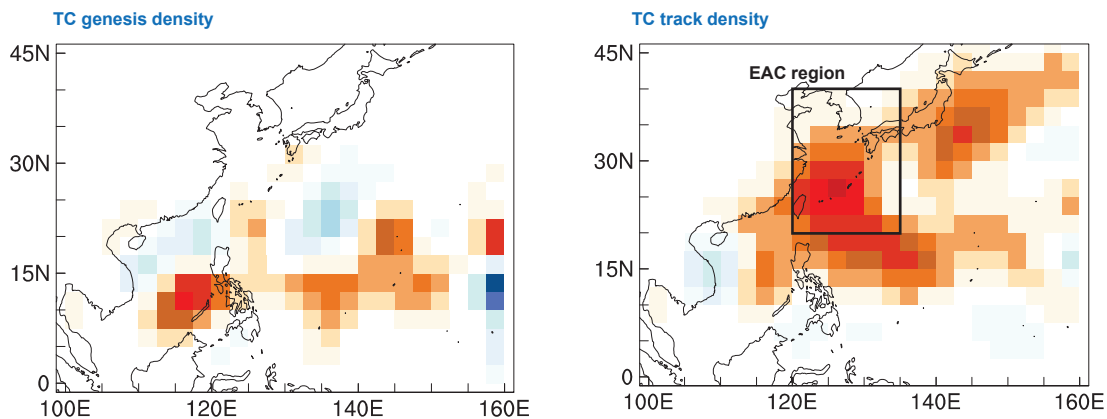 TC genesis density
45N
30N
15N
0
100E 120E 140E 160E
TC track density
EAC region
45N
30N
15N
0
100E 120E 140E 160E